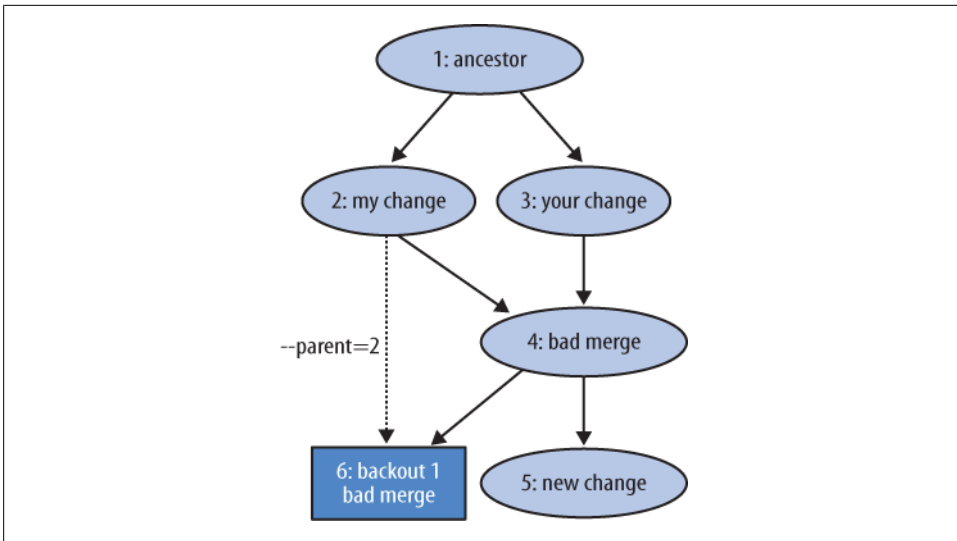 1: ancestor
2: my change
3: your change
--parent=2
4: bad merge
6: backout 1
bad merge
5: new change